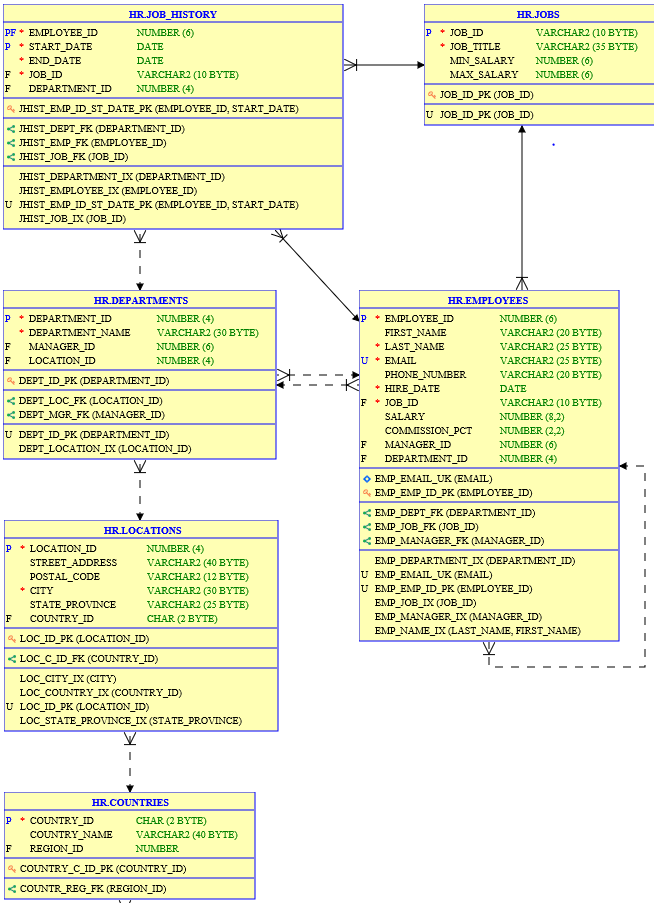 HR.JOB_HISTORY
PF * EMPLOYEE_ID NUMBER (6)
P * START_DATE DATE
* END_DATE DATE
F * JOB_ID VARCHAR2 (10 BYTE)
F DEPARTMENT_ID NUMBER (4)
JHIST_EMP_ID_ST_DATE_PK (EMPLOYEE_ID, START_DATE)
JHIST_DEPT_FK (DEPARTMENT_ID)
JHIST_EMP_FK (EMPLOYEE_ID)
JHIST_JOB_FK (JOB_ID)
JHIST_DEPARTMENT_IX (DEPARTMENT_ID)
JHIST_EMPLOYEE_IX (EMPLOYEE_ID)
U JHIST_EMP_ID_ST_DATE_PK (EMPLOYEE_ID, START_DATE)
JHIST_JOB_IX (JOB_ID)
HR.JOBS
P * JOB_ID VARCHAR2 (10 BYTE)
* JOB_TITLE VARCHAR2 (35 BYTE)
MIN_SALARY NUMBER (6)
MAX_SALARY NUMBER (6)
JOB_ID_PK (JOB_ID)
U JOB_ID_PK (JOB_ID)
HR.DEPARTMENTS
P * DEPARTMENT_ID NUMBER (4)
* DEPARTMENT_NAME VARCHAR2 (30 BYTE)
F MANAGER_ID NUMBER (6)
F LOCATION_ID NUMBER (4)
DEPT_ID_PK (DEPARTMENT_ID)
DEPT_LOC_FK (LOCATION_ID)
DEPT_MGR_FK (MANAGER_ID)
U DEPT_ID_PK (DEPARTMENT_ID)
DEPT_LOCATION_IX (LOCATION_ID)
HR.EMPLOYEES
P * EMPLOYEE_ID NUMBER (6)
FIRST_NAME VARCHAR2 (20 BYTE)
* LAST_NAME VARCHAR2 (25 BYTE)
U * EMAIL VARCHAR2 (25 BYTE)
PHONE_NUMBER VARCHAR2 (20 BYTE)
* HIRE_DATE DATE
F * JOB_ID VARCHAR2 (10 BYTE)
SALARY NUMBER (8,2)
COMMISSION_PCT NUMBER (2,2)
F MANAGER_ID NUMBER (6)
F DEPARTMENT_ID NUMBER (4)
EMP_EMAIL_UK (EMAIL)
EMP_EMP_ID_PK (EMPLOYEE_ID)
EMP_DEPT_FK (DEPARTMENT_ID)
EMP_JOB_FK (JOB_ID)
EMP_MANAGER_FK (MANAGER_ID)
EMP_DEPARTMENT_IX (DEPARTMENT_ID)
U EMP_EMAIL_UK (EMAIL)
U EMP_EMP_ID_PK (EMPLOYEE_ID)
EMP_JOB_IX (JOB_ID)
EMP_MANAGER_IX (MANAGER_ID)
EMP_NAME_IX (LAST_NAME, FIRST_NAME)
HR.LOCATIONS
P * LOCATION_ID NUMBER (4)
STREET_ADDRESS VARCHAR2 (40 BYTE)
POSTAL_CODE VARCHAR2 (12 BYTE)
* CITY VARCHAR2 (30 BYTE)
STATE_PROVINCE VARCHAR2 (25 BYTE)
F COUNTRY_ID CHAR (2 BYTE)
LOC_ID_PK (LOCATION_ID)
LOC_C_ID_FK (COUNTRY_ID)
LOC_CITY_IX (CITY)
LOC_COUNTRY_IX (COUNTRY_ID)
U LOC_ID_PK (LOCATION_ID)
LOC_STATE_PROVINCE_IX (STATE_PROVINCE)
HR.COUNTRIES
P * COUNTRY_ID CHAR (2 BYTE)
COUNTRY_NAME VARCHAR2 (40 BYTE)
F REGION_ID NUMBER
COUNTRY_C_ID_PK (COUNTRY_ID)
COUNTR_REG_FK (REGION_ID)